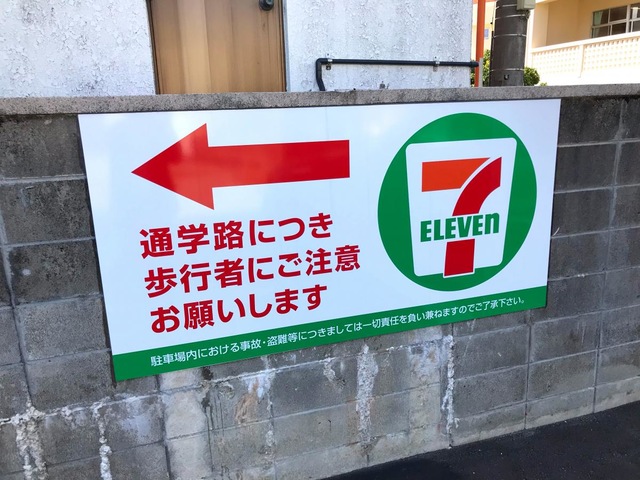 通学路につき
歩行者にご注意
お願いします
7
ELEVEn
駐車場内における事故・盗難等につきましては一切責任を負い兼ねますのでご了承下さい。